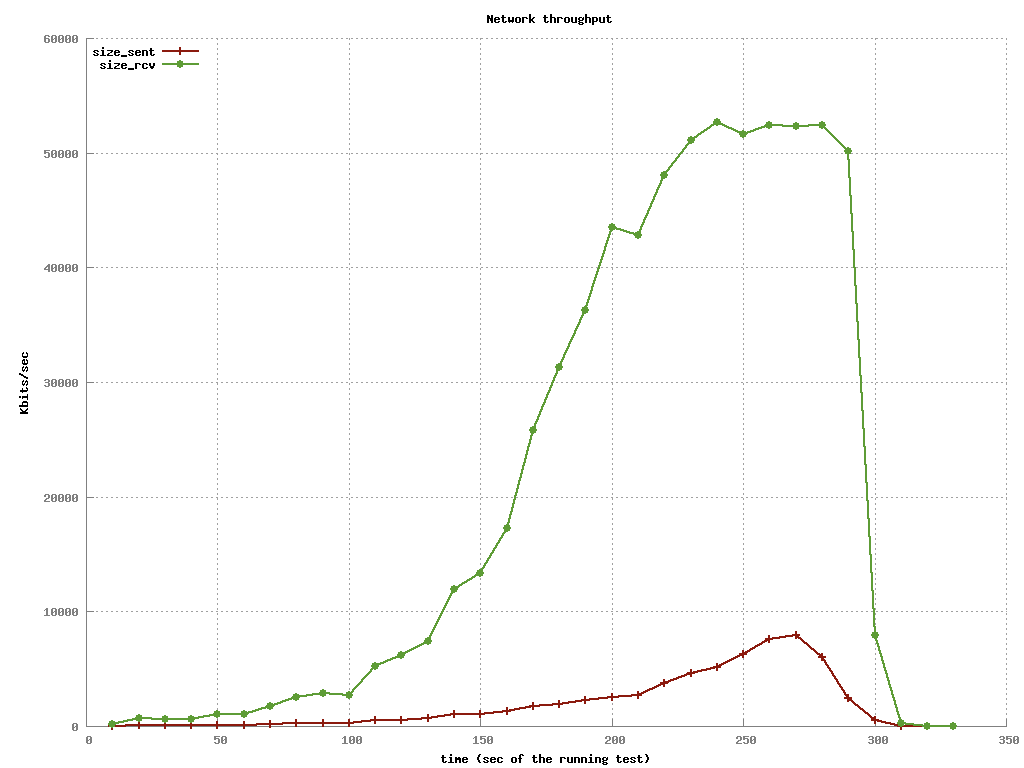 Network throughput
60000
size_sent
size_rcv
50000
40000
Kbits/sec
30000
20000
10000
0
0 50 100 150 200 250 300 350
time (sec of the running test)